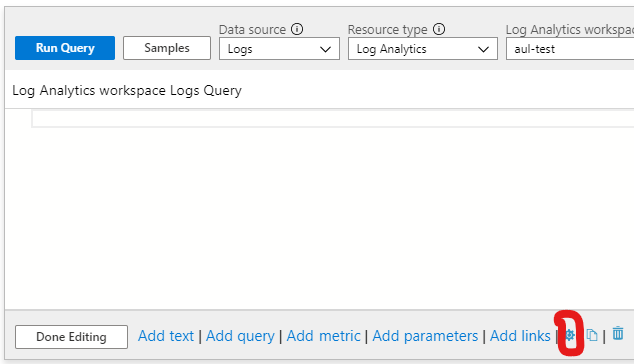 Data source
Resource type
Log Analytics workspac
Run Query
Samples
Logs
Log Analytics
aul-test
Log Analytics workspace Logs Query
Done Editing
Add text | Add query | Add metric | Add parameters | Add links | |